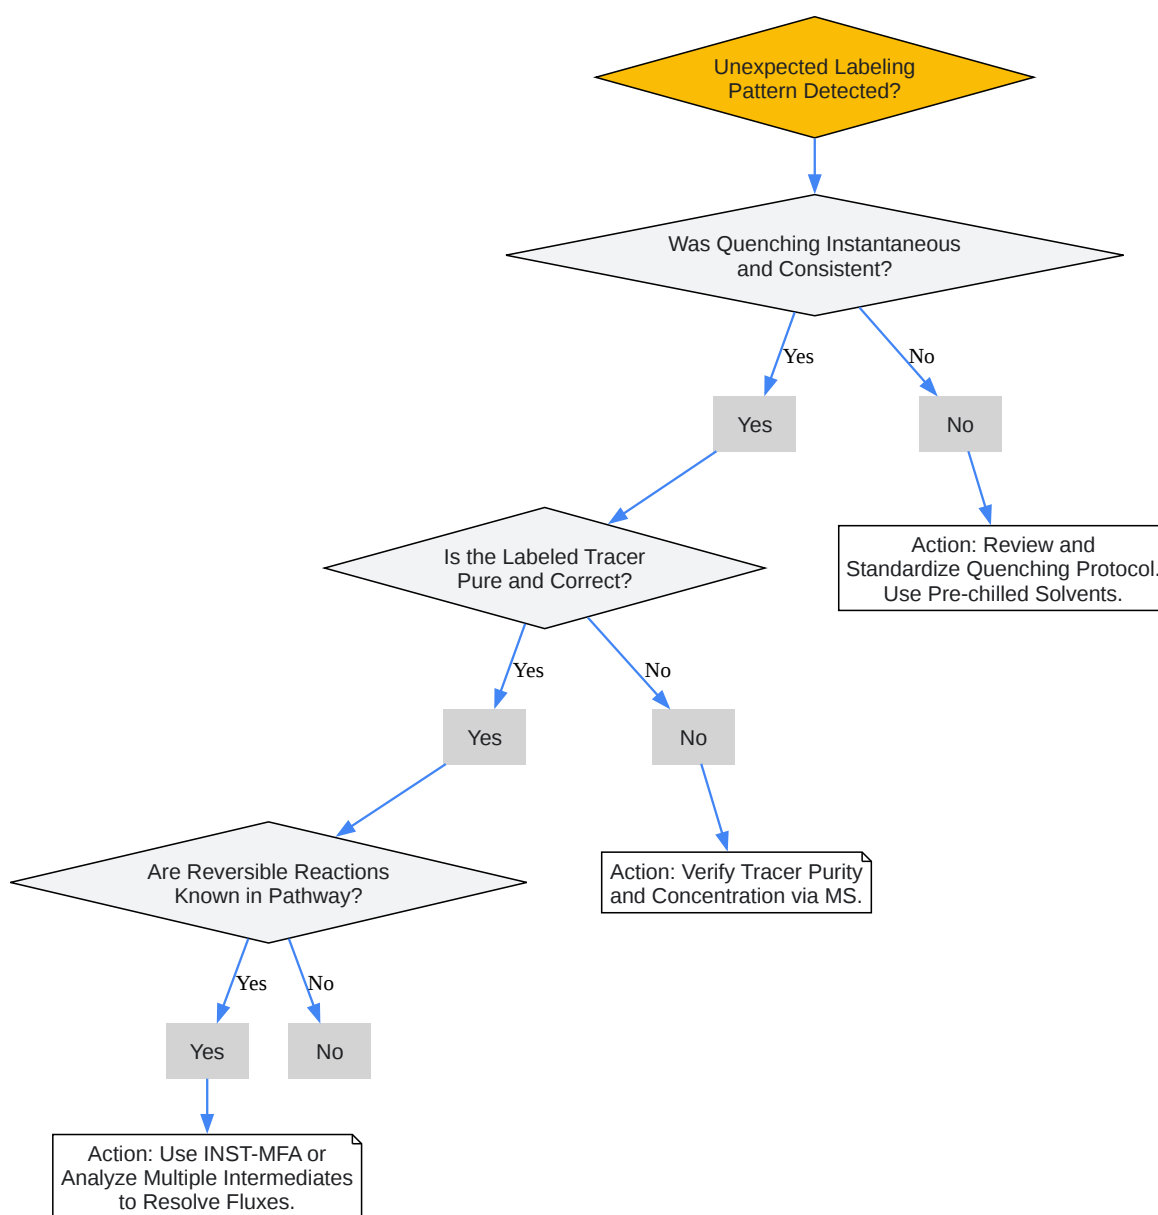 Unexpected Labeling
Pattern Detected?
Was Quenching Instantaneous
and Consistent?
Yes
No
Yes
No
Is the Labeled Tracer
Pure and Correct?
Action: Review and
Standardize Quenching Protocol.
Use Pre-chilled Solvents.
Yes
No
Yes
No
Are Reversible Reactions
Known in Pathway?
Action: Verify Tracer Purity
and Concentration via MS.
Yes
No
Yes
No
Action: Use INST-MFA or
Analyze Multiple Intermediates
to Resolve Fluxes.